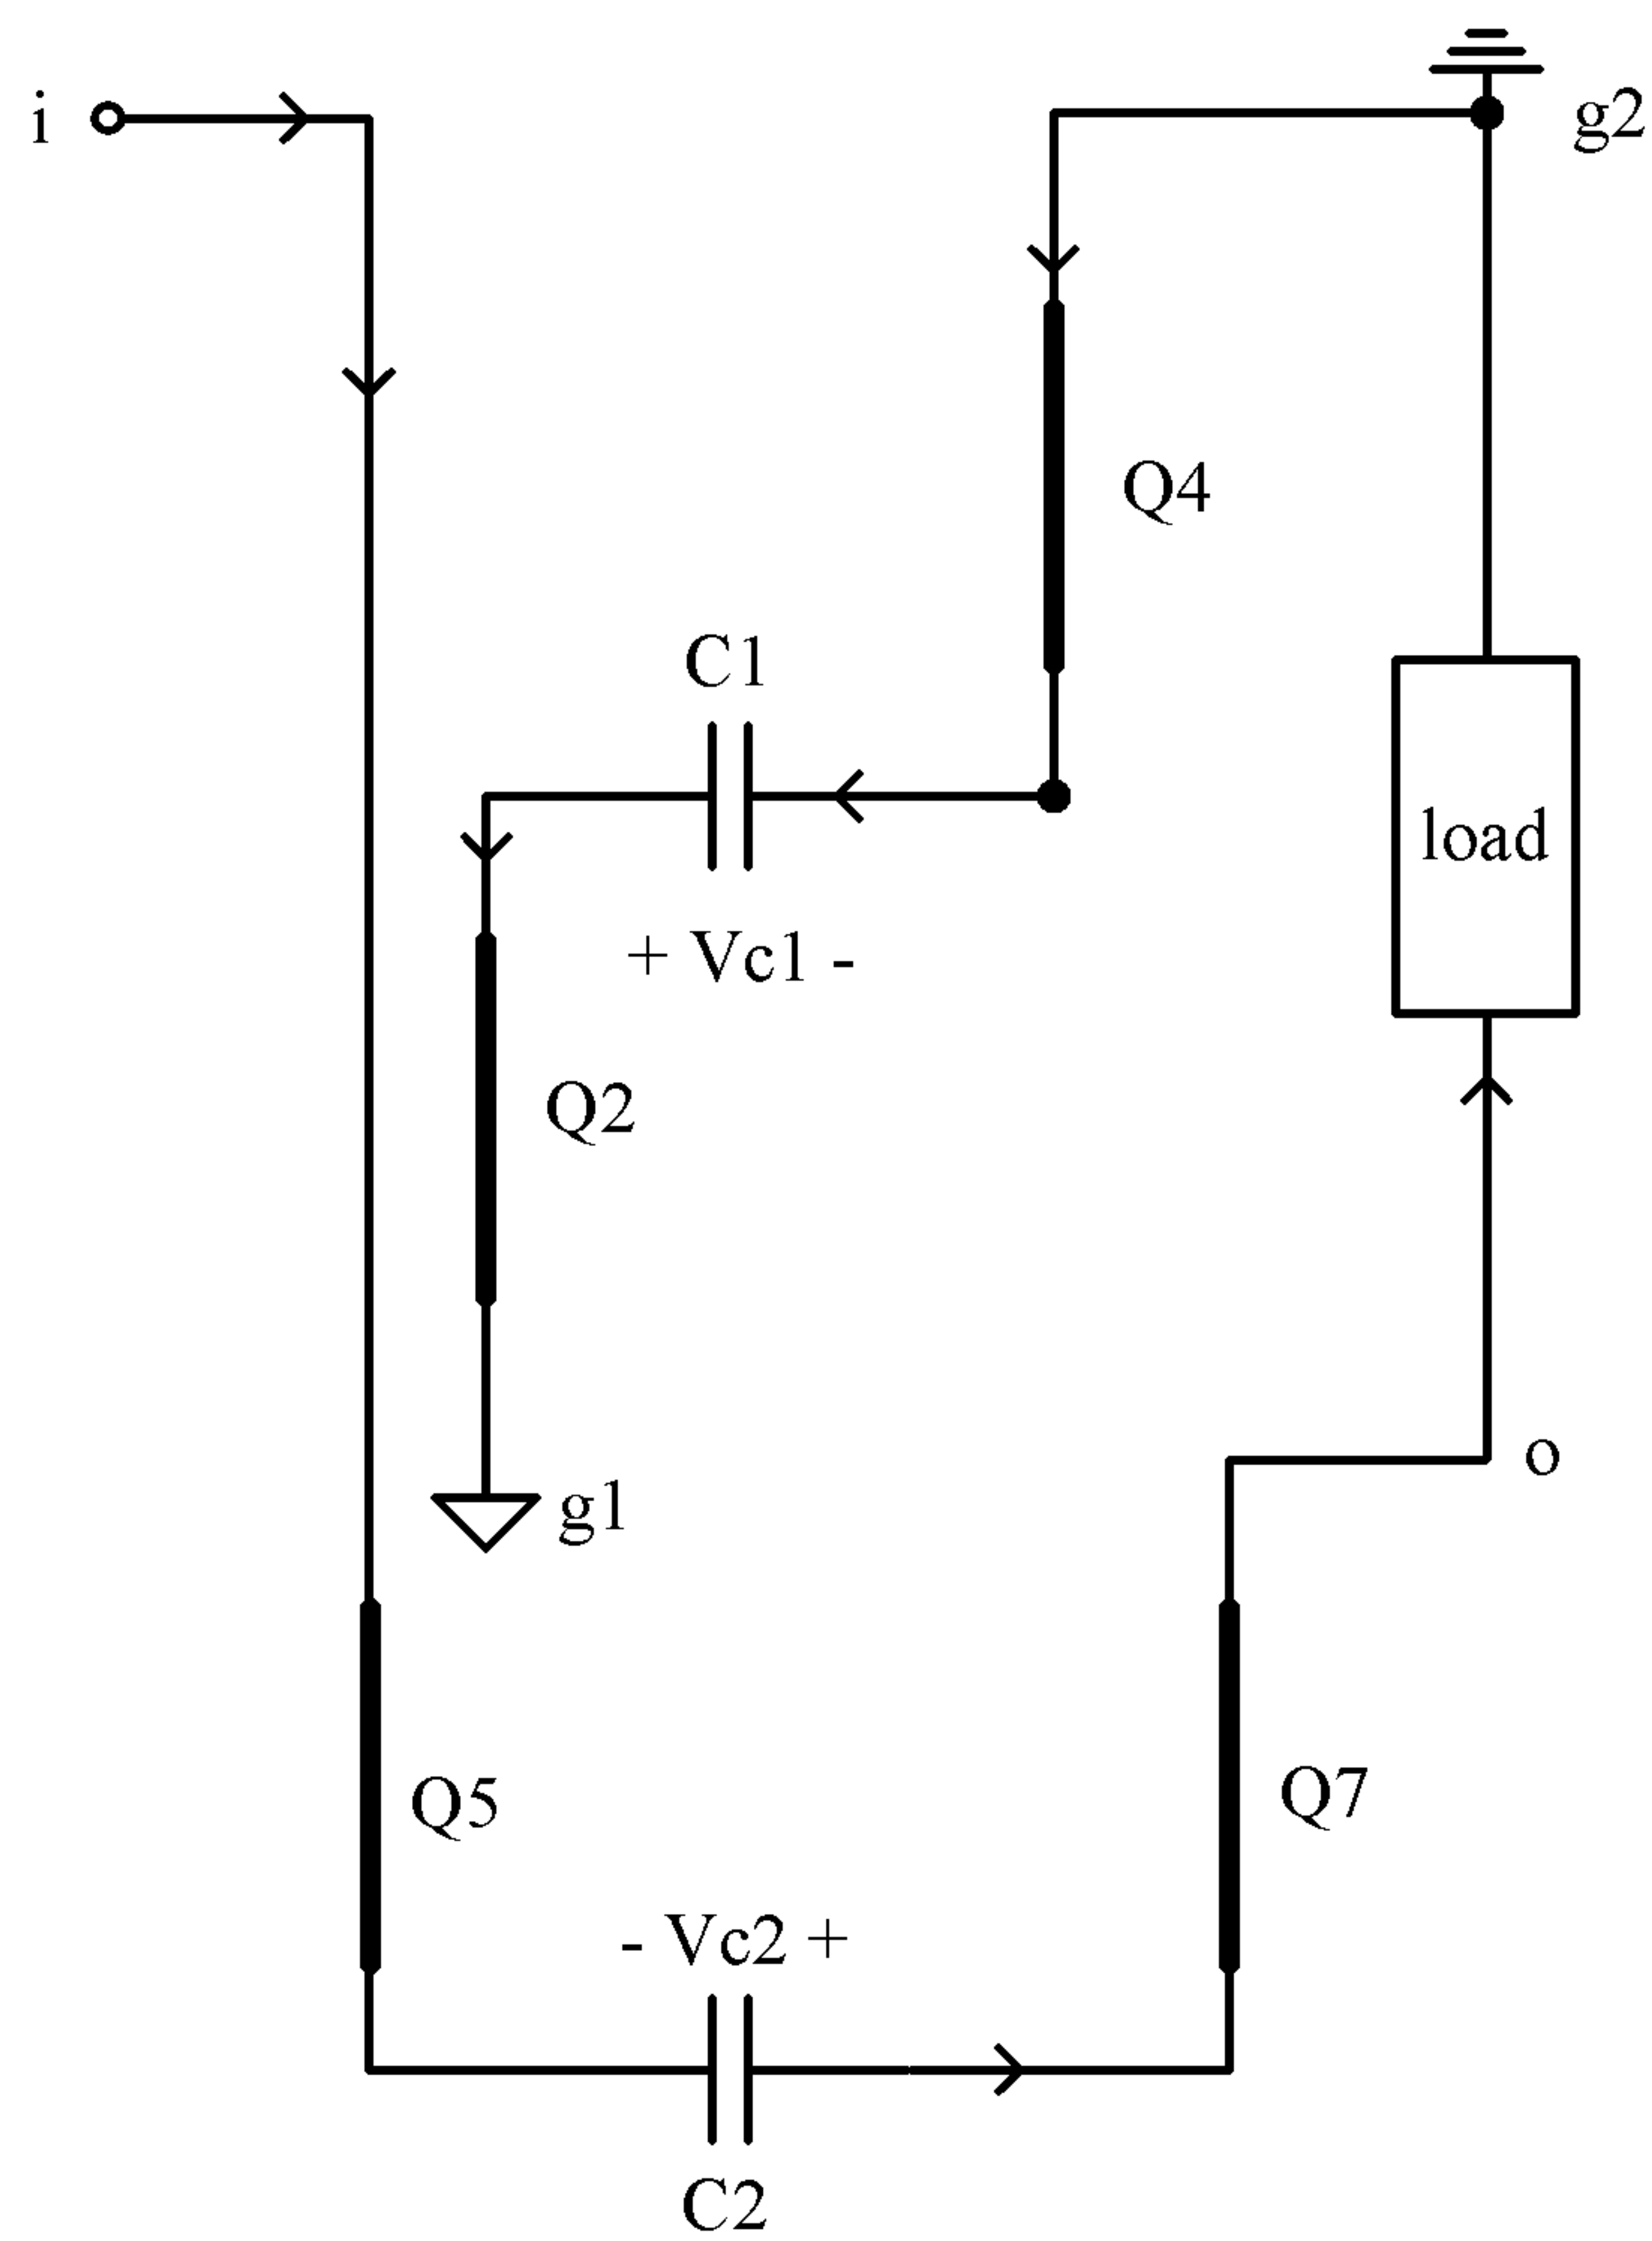 i
g2
Q4
C1
load
+ Vc1 -
Q2
o
g1
Q5
Q7
- Vc2 +
C2